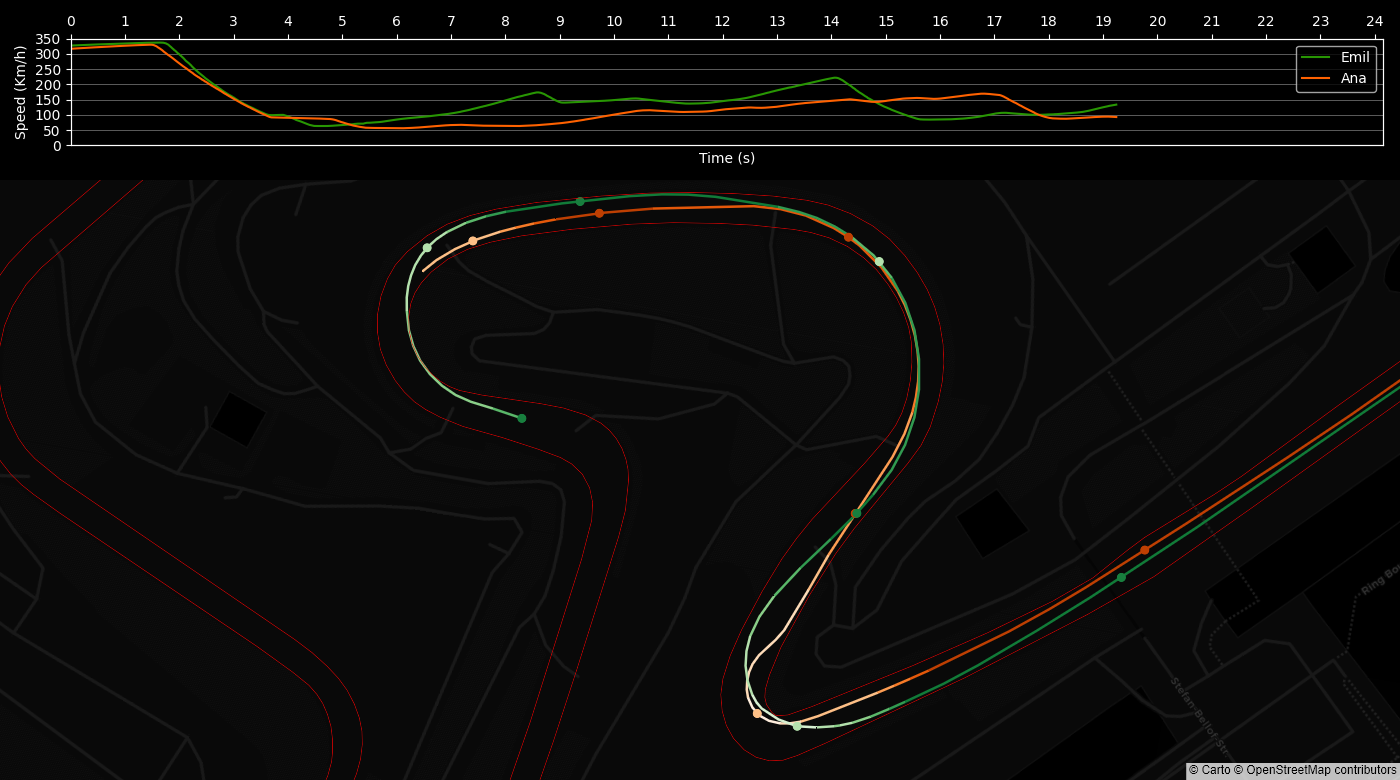 0 1 2 3 4 5 6 7 8 9 10 11 12 13 14 15 16 17 18 19 20 21 22 23 24
350
300
250
200
150
100
50
0
Speed (Km/h)
Emil
Ana
Time (s)
Ring Bo
Stefan-Bellof-Str
© Carto © OpenStreetMap contributors